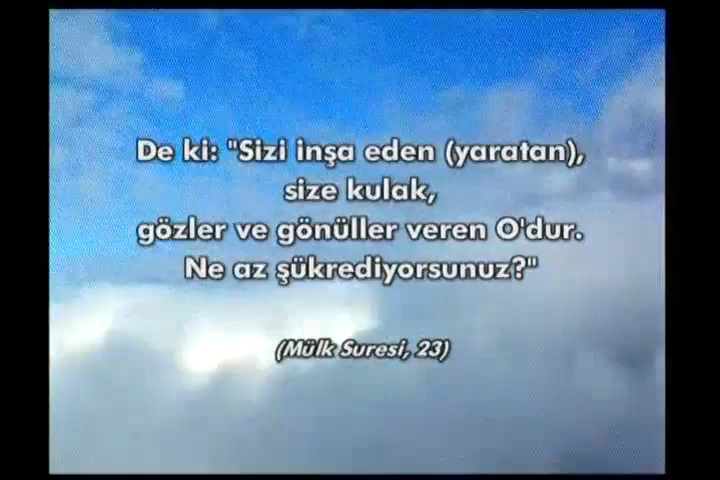 De ki: "Sizi inşa eden (yaratan),
size kulak,
gözler ve gönüller veren O'dur.
Ne az şükrediyorsunuz?"
(Mülk Suresi, 23)